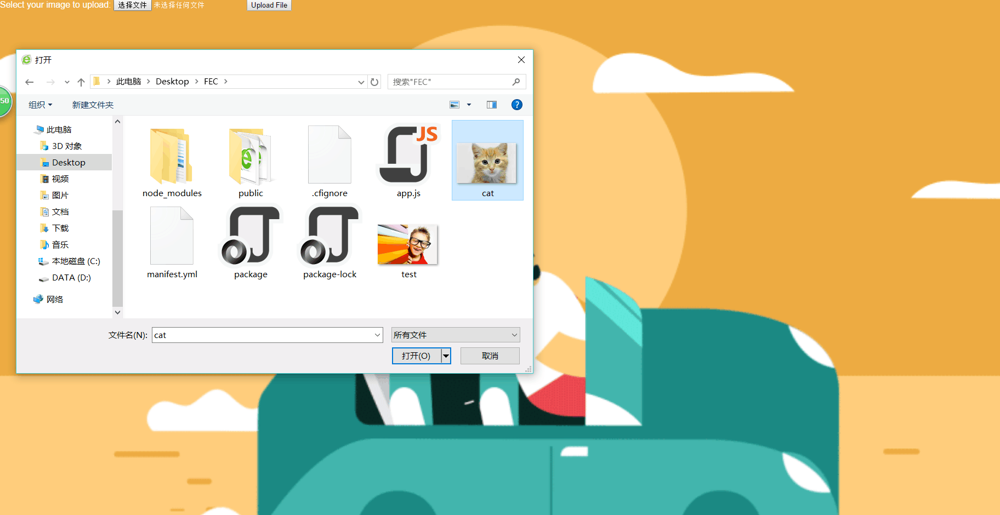 Select your image to upload: 选择文件 未选择任何文件 Upload File
打开
此电脑 Desktop FEC
搜索"FEC"
组织 新建文件夹
50
此电脑
3D 对象
Desktop
视频
图片
文档
下载
音乐
本地磁盘 (C:)
DATA (D:)
网络
JS
node_modules public .cfignore app.js cat
manifest.yml package package-lock test
文件名(N): cat 所有文件
打开(O) 取消